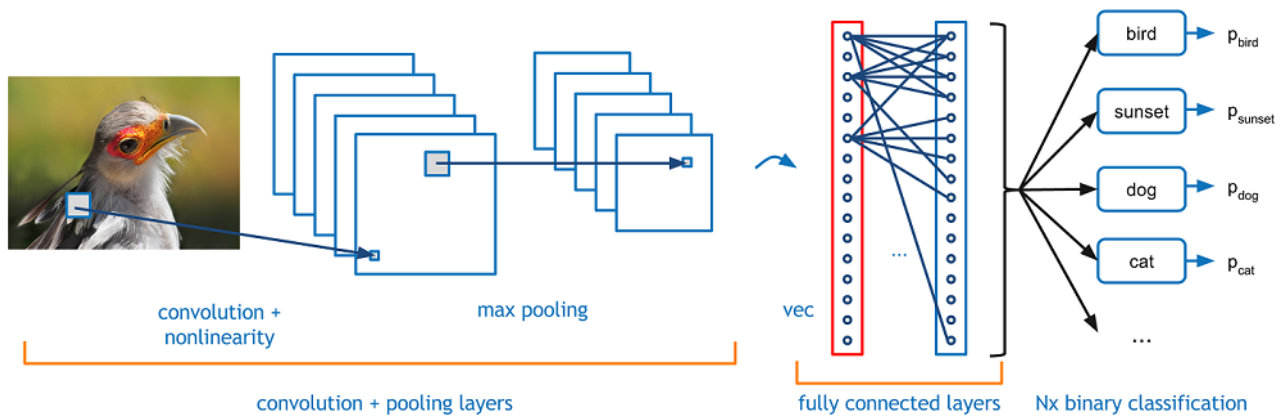 bird
p_bird
sunset
p_sunset
dog
p_dog
cat
p_cat
...
...
convolution +
nonlinearity
max pooling
vec
convolution + pooling layers
fully connected layers
Nx binary classification